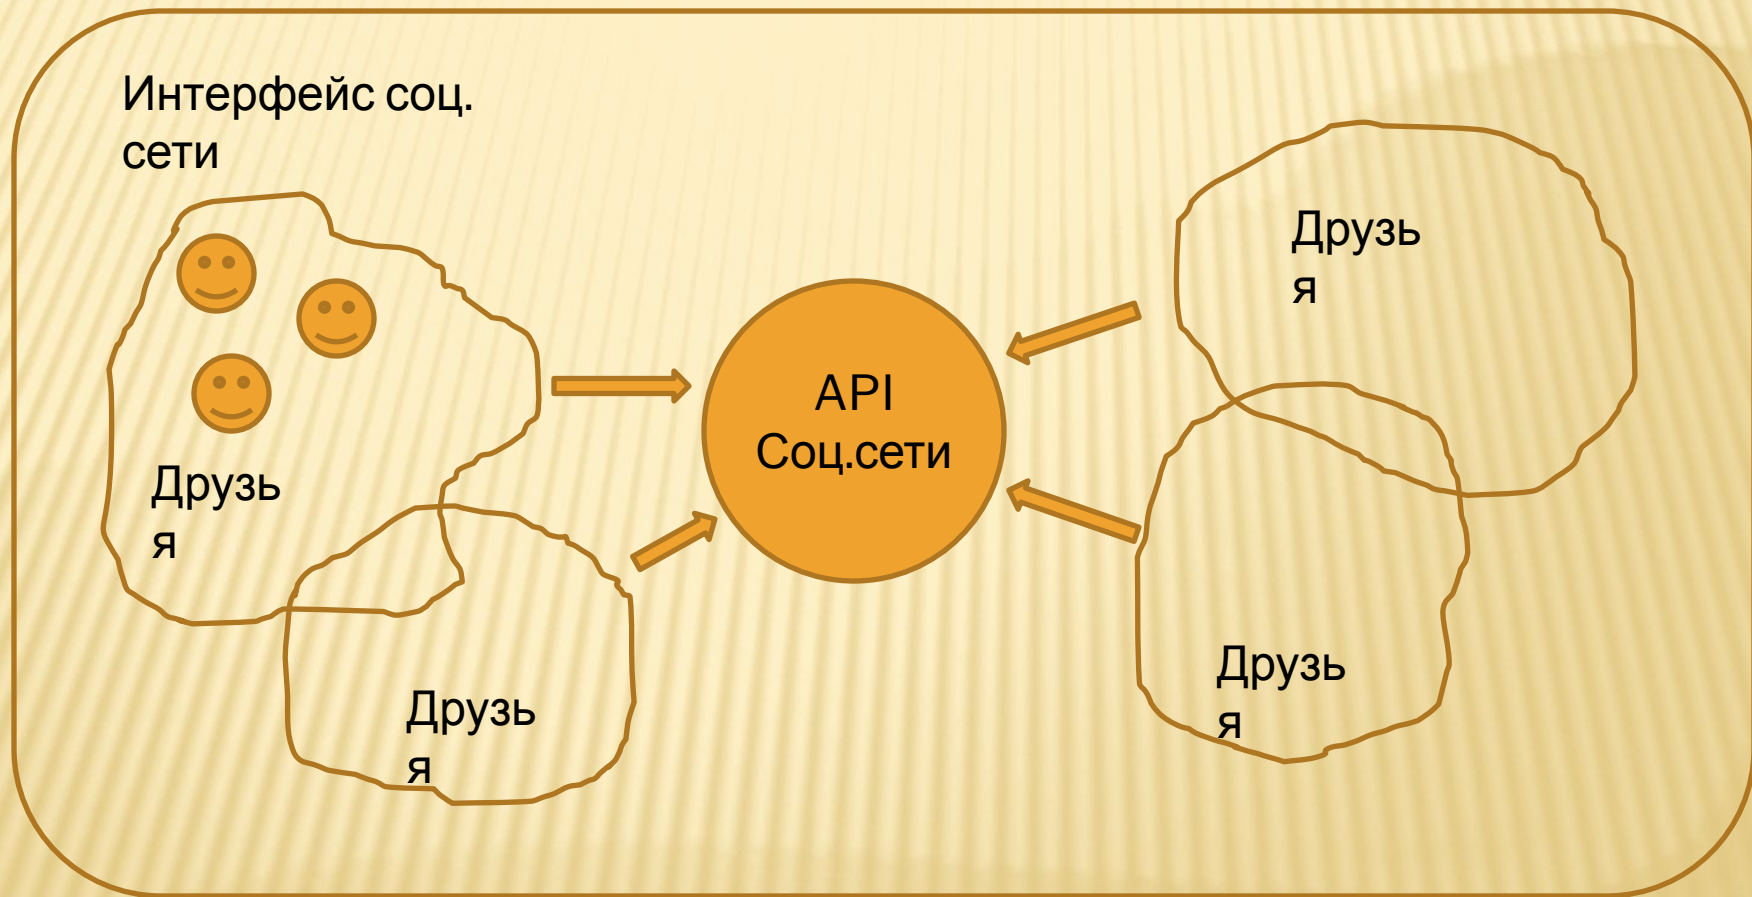 Интерфейс соц.
сети
Друзь
я
Друзь
я
API
Соц.сети
Друзь
я
Друзь
я